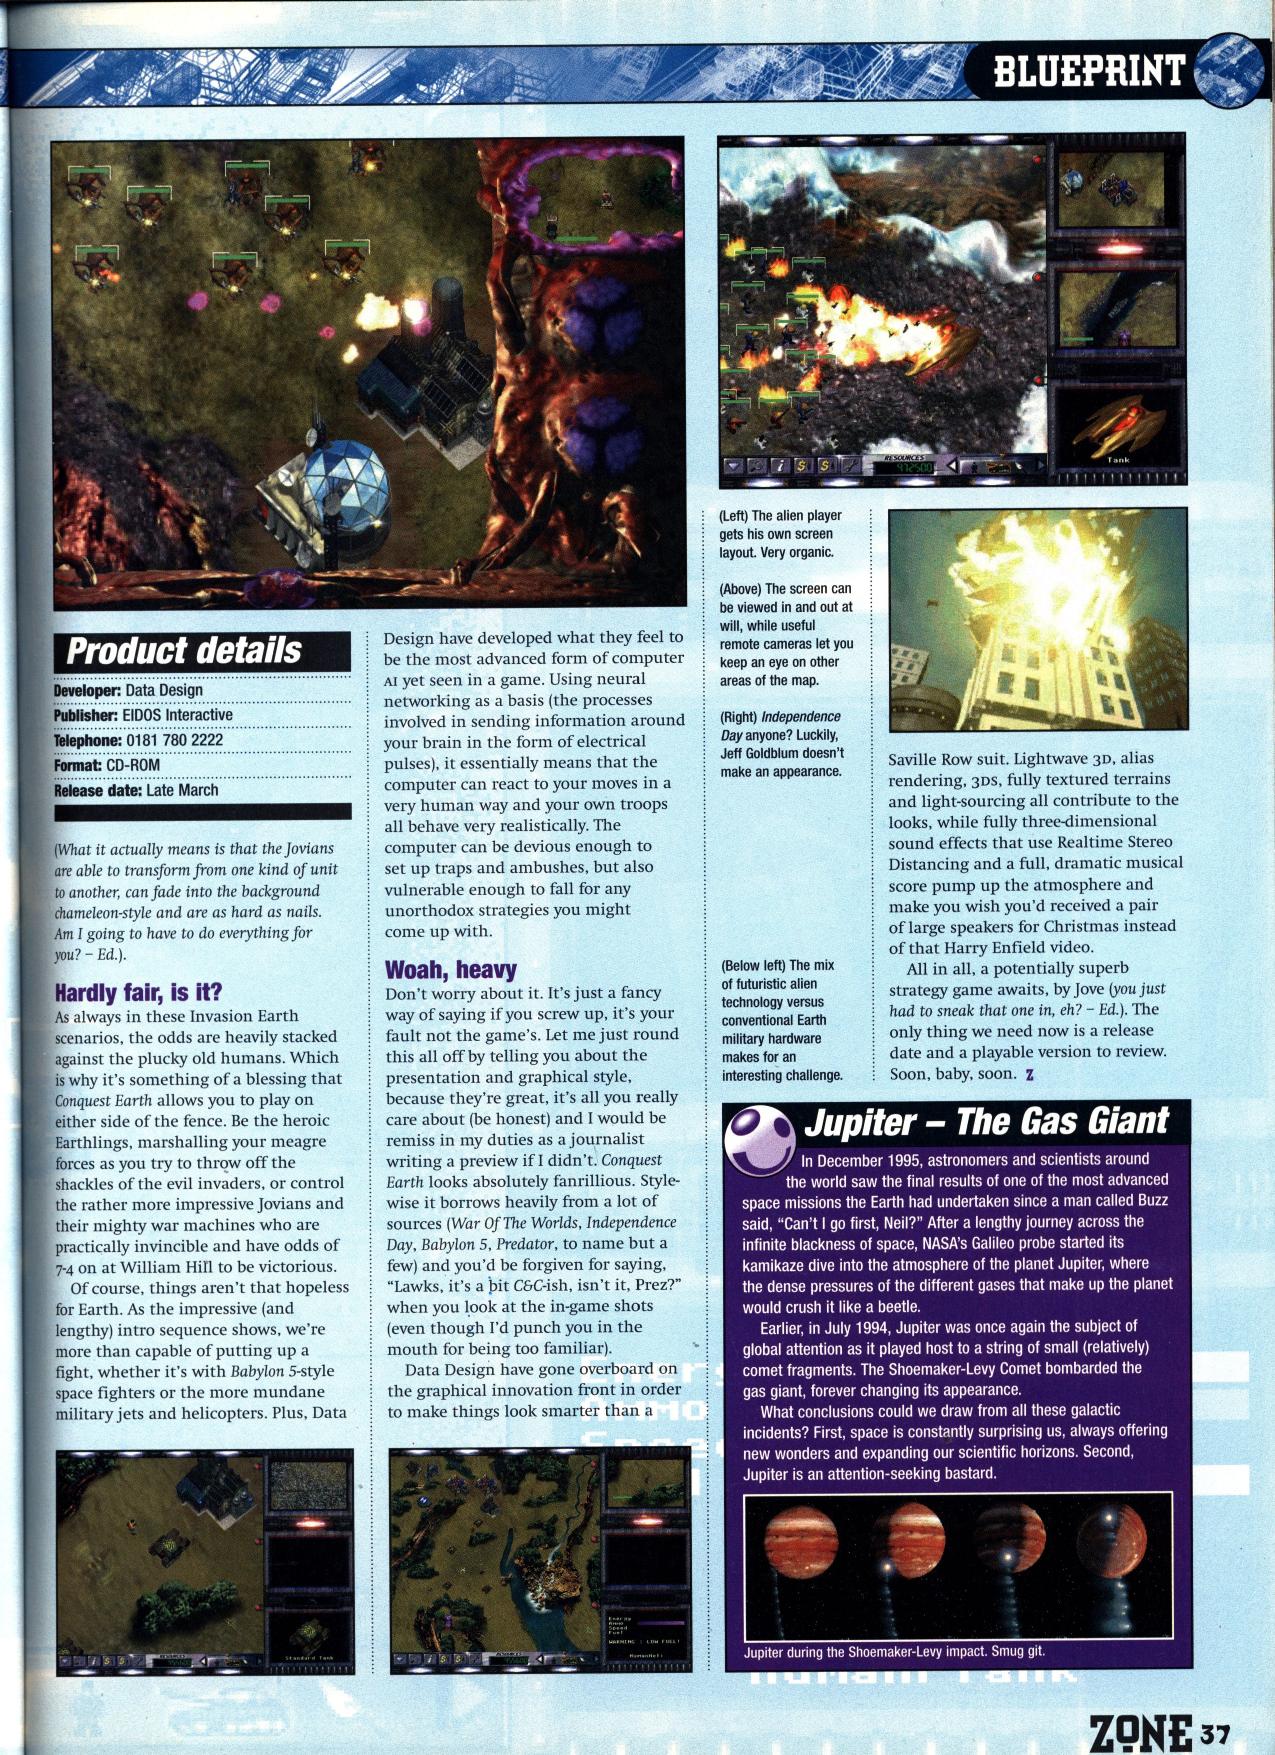 BLUEPRINT
RESOURCES
972500
Tank
(Left) The alien player
gets his own screen
layout. Very organic.
(Above) The screen can
be viewed in and out at
will, while useful
remote cameras let you
keep an eye on other
areas of the map.
(Right) Independence
Day anyone? Luckily,
Jeff Goldblum doesn't
make an appearance.
(Below left) The mix
of futuristic alien
technology versus
conventional Earth
military hardware
makes for an
interesting challenge.
Product details
Developer: Data Design
Publisher: EIDOS Interactive
Telephone: 0181 780 2222
Format: CD-ROM
Release date: Late March
(What it actually means is that the Jovians
are able to transform from one kind of unit
to another, can fade into the background
chameleon-style and are as hard as nails.
Am I going to have to do everything for
you? – Ed.).
Hardly fair, is it?
As always in these Invasion Earth
scenarios, the odds are heavily stacked
against the plucky old humans. Which
is why it's something of a blessing that
Conquest Earth allows you to play on
either side of the fence. Be the heroic
Earthlings, marshalling your meagre
forces as you try to throw off the
shackles of the evil invaders, or control
the rather more impressive Jovians and
their mighty war machines who are
practically invincible and have odds of
7-4 on at William Hill to be victorious.
Of course, things aren't that hopeless
for Earth. As the impressive (and
lengthy) intro sequence shows, we're
more than capable of putting up a
fight, whether it's with Babylon 5-style
space fighters or the more mundane
military jets and helicopters. Plus, Data
Design have developed what they feel to
be the most advanced form of computer
AI yet seen in a game. Using neural
networking as a basis (the processes
involved in sending information around
your brain in the form of electrical
pulses), it essentially means that the
computer can react to your moves in a
very human way and your own troops
all behave very realistically. The
computer can be devious enough to
set up traps and ambushes, but also
vulnerable enough to fall for any
unorthodox strategies you might
come up with.
Woah, heavy
Don't worry about it. It's just a fancy
way of saying if you screw up, it's your
fault not the game's. Let me just round
this all off by telling you about the
presentation and graphical style,
because they're great, it's all you really
care about (be honest) and I would be
remiss in my duties as a journalist
writing a preview if I didn't. Conquest
Earth looks absolutely fanrillious. Style-
wise it borrows heavily from a lot of
sources (War Of The Worlds, Independence
Day, Babylon 5, Predator, to name but a
few) and you'd be forgiven for saying,
"Lawks, it's a bit C&C-ish, isn't it, Prez?"
when you look at the in-game shots
(even though I'd punch you in the
mouth for being too familiar).
Data Design have gone overboard on
the graphical innovation front in order
to make things look smarter than a
Saville Row suit. Lightwave 3D, alias
rendering, 3DS, fully textured terrains
and light-sourcing all contribute to the
looks, while fully three-dimensional
sound effects that use Realtime Stereo
Distancing and a full, dramatic musical
score pump up the atmosphere and
make you wish you'd received a pair
of large speakers for Christmas instead
of that Harry Enfield video.
All in all, a potentially superb
strategy game awaits, by Jove (you just
had to sneak that one in, eh? – Ed.). The
only thing we need now is a release
date and a playable version to review.
Soon, baby, soon. Z
Jupiter – The Gas Giant
In December 1995, astronomers and scientists around
the world saw the final results of one of the most advanced
space missions the Earth had undertaken since a man called Buzz
said, "Can't I go first, Neil?" After a lengthy journey across the
infinite blackness of space, NASA's Galileo probe started its
kamikaze dive into the atmosphere of the planet Jupiter, where
the dense pressures of the different gases that make up the planet
would crush it like a beetle.
Earlier, in July 1994, Jupiter was once again the subject of
global attention as it played host to a string of small (relatively)
comet fragments. The Shoemaker-Levy Comet bombarded the
gas giant, forever changing its appearance.
What conclusions could we draw from all these galactic
incidents? First, space is constantly surprising us, always offering
new wonders and expanding our scientific horizons. Second,
Jupiter is an attention-seeking bastard.
Jupiter during the Shoemaker-Levy impact. Smug git.
Standard Tank
Energy
Ammo
Speed
Fuel
WARNING : LOW FUEL!
Human Tank
ZONE 37